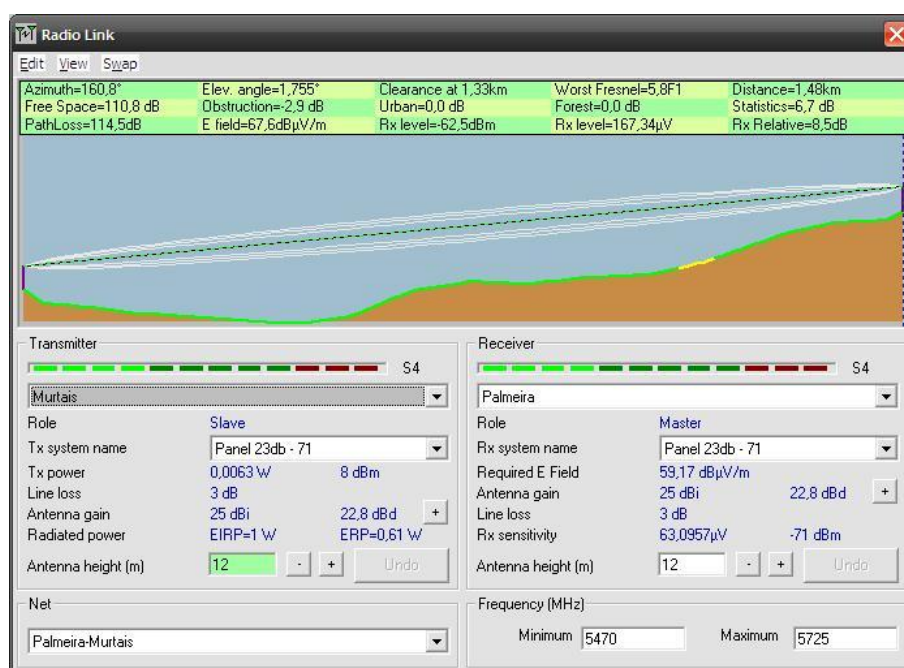 Radio Link
Edit View Swap
Azimuth=160,8° Elev. angle=1,755° Clearance at 1,33km Worst Fresnel=5,8F1 Distance=1,48km
Free Space=110,8 dB Obstruction=-2,9 dB Urban=0,0 dB Forest=0,0 dB Statistics=6,7 dB
PathLoss=114,5dB E field=67,6dBµV/m Rx level=-62,5dBm Rx level=167,34µV Rx Relative=8,5dB
Transmitter
S4
Murtais
Role Slave
Tx system name Panel 23db - 71
Tx power 0,0063 W 8 dBm
Line loss 3 dB
Antenna gain 25 dBi 22,8 dBd +
Radiated power EIRP=1 W ERP=0,61 W
Antenna height (m) 12 - + Undo
Net
Palmeira-Murtais
Receiver
S4
Palmeira
Role Master
Rx system name Panel 23db - 71
Required E Field 59,17 dBµV/m
Antenna gain 25 dBi 22,8 dBd +
Line loss 3 dB
Rx sensitivity 63,0957µV -71 dBm
Antenna height (m) 12 - + Undo
Frequency (MHz)
Minimum 5470 Maximum 5725